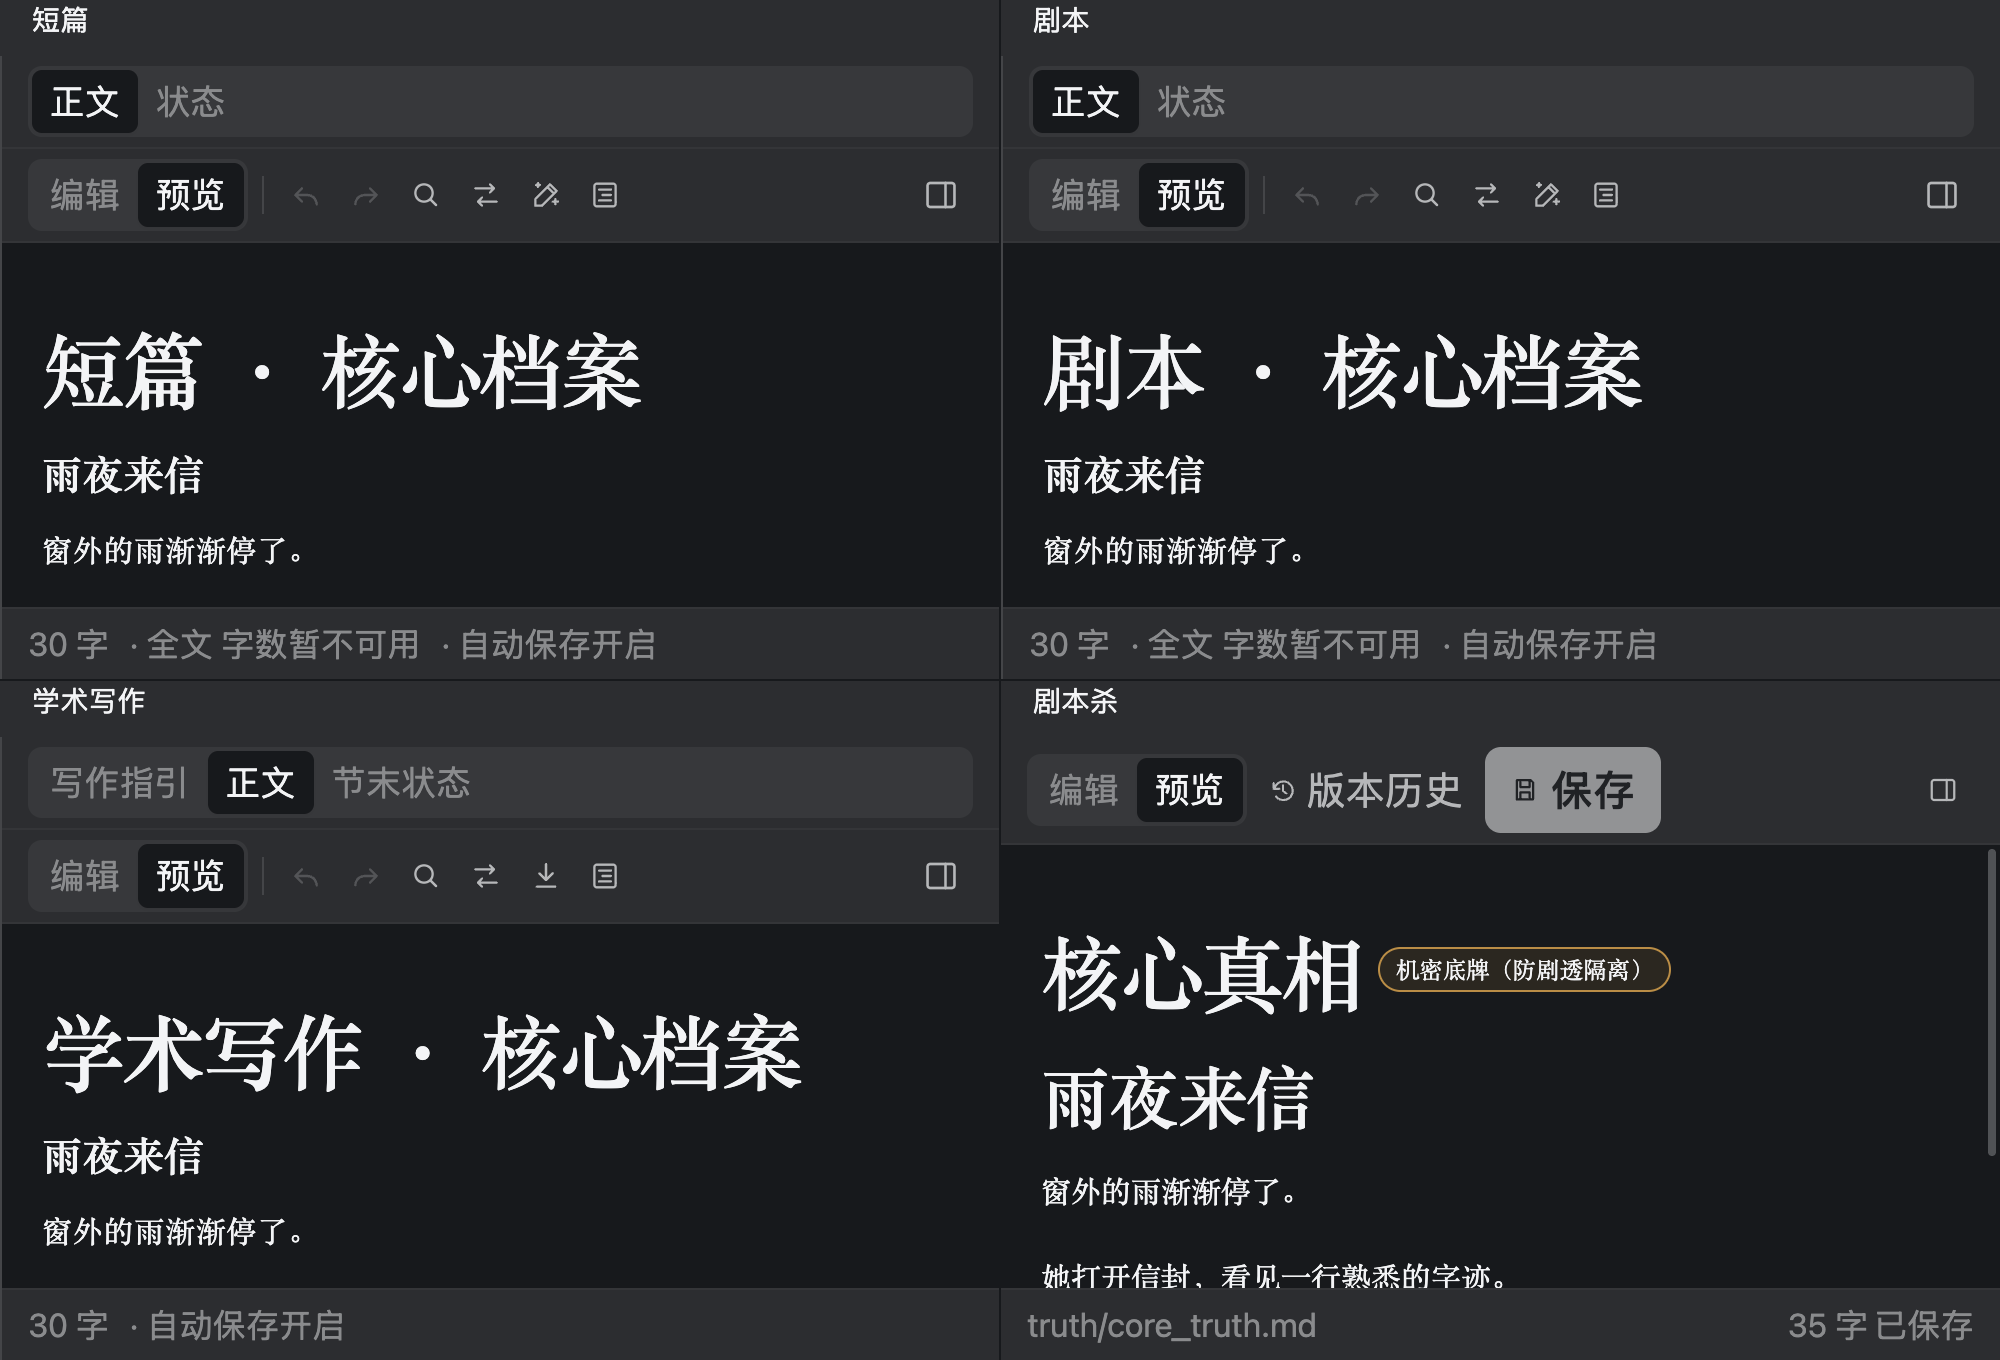 短篇
正文 状态
编辑 预览
短篇 · 核心档案
雨夜来信
窗外的雨渐渐停了。
30 字 · 全文 字数暂不可用 · 自动保存开启
剧本
正文 状态
编辑 预览
剧本 · 核心档案
雨夜来信
窗外的雨渐渐停了。
30 字 · 全文 字数暂不可用 · 自动保存开启
学术写作
写作指引 正文 节末状态
编辑 预览
学术写作 · 核心档案
雨夜来信
窗外的雨渐渐停了。
30 字 · 自动保存开启
剧本杀
编辑 预览 版本历史 保存
核心真相 机密底牌（防剧透隔离）
雨夜来信
窗外的雨渐渐停了。
她打开信封，看见一行熟悉的字迹。
truth/core_truth.md 35 字 已保存